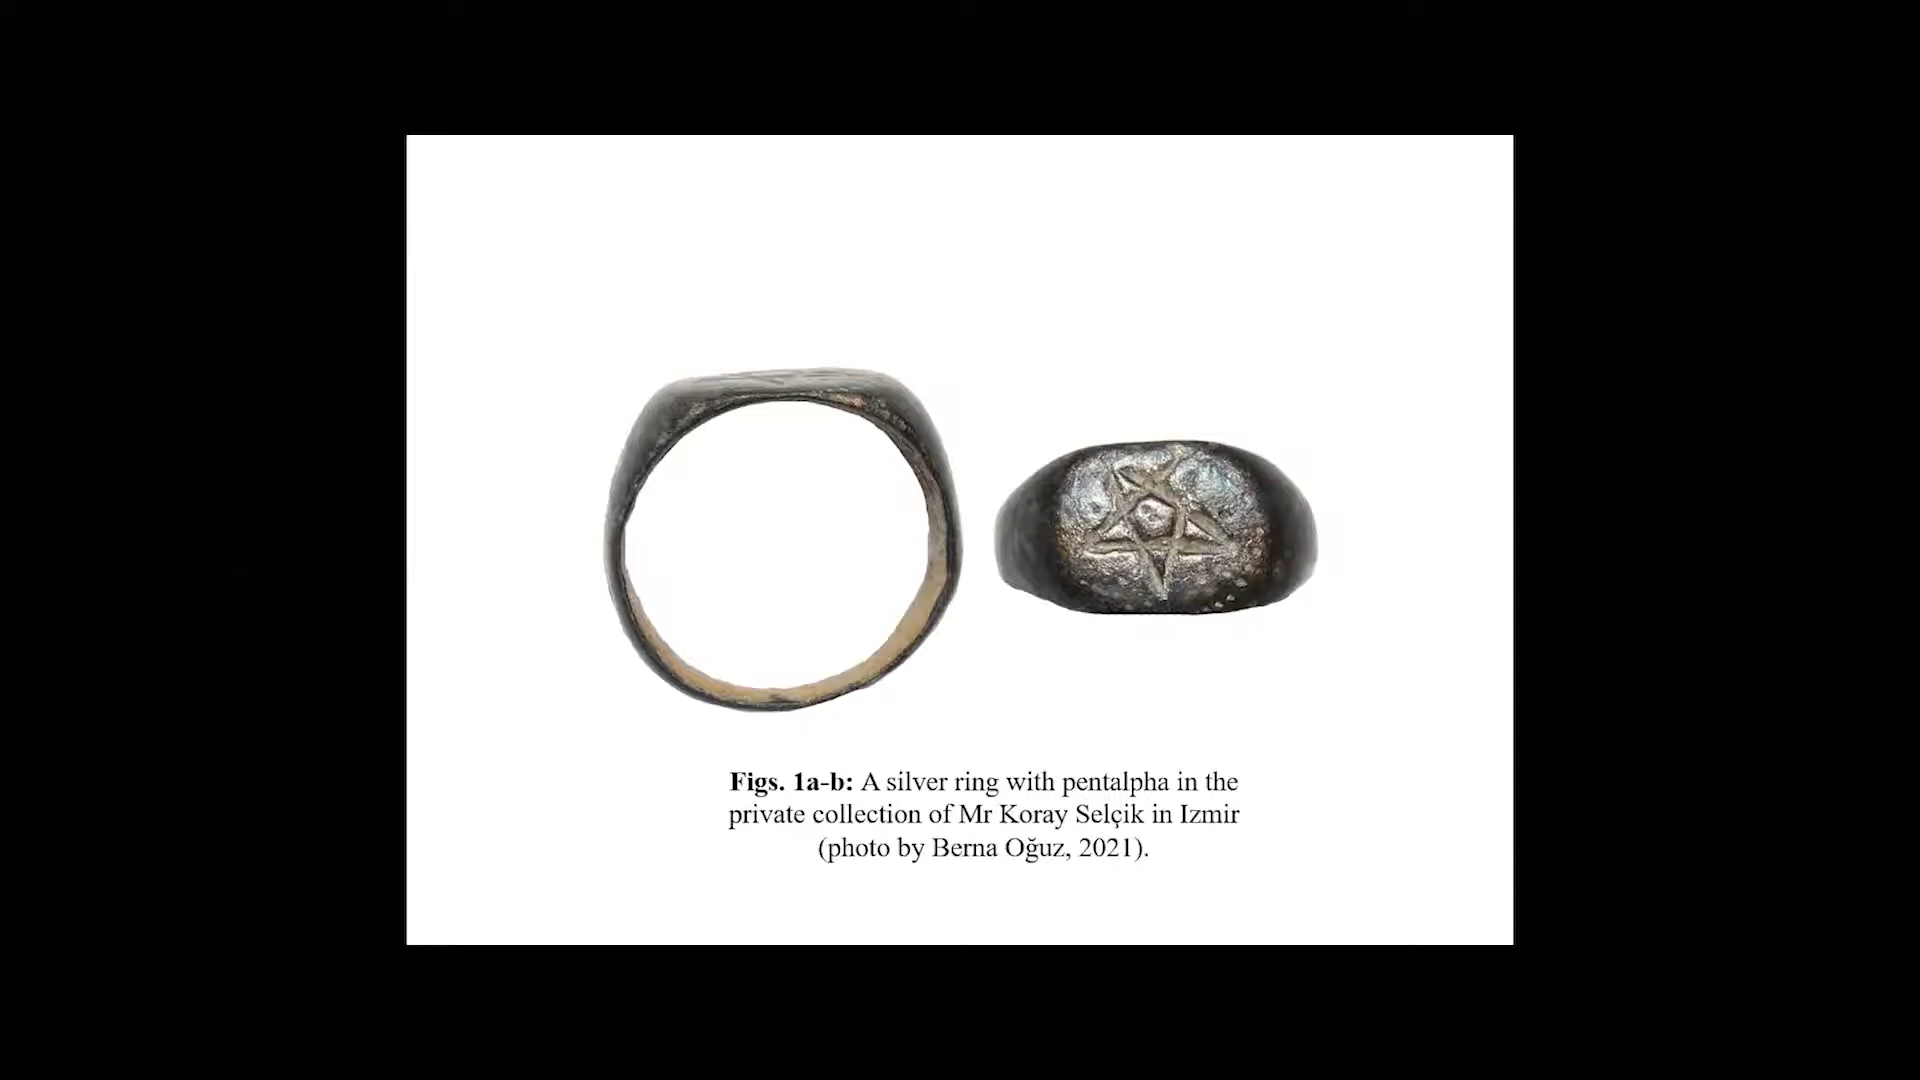 Figs. 1a-b: A silver ring with pentalpha in the
private collection of Mr Koray Selçik in Izmir
(photo by Berna Oğuz, 2021).